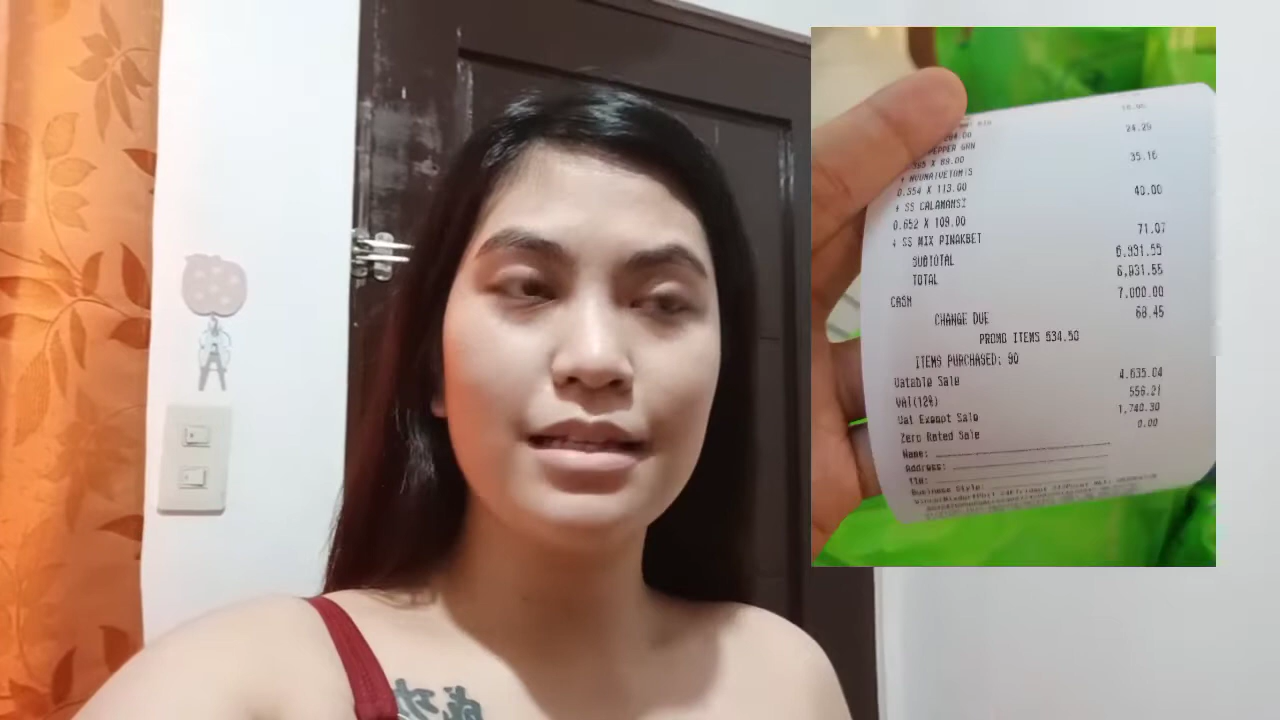 24.29
PEPPER GRN
X 89.00
35.16
0.354 X 113.00
+ SS CALAMANSI 40.00
0.652 X 109.00
+ SS MIX PINAKBET 71.07
SUBTOTAL 6,931.55
TOTAL 6,931.55
CASH 7,000.00
CHANGE DUE 68.45
PROMO ITEMS 534.50
ITEMS PURCHASED: 90
Vatable Sale 4,635.04
VAT(12%) 556.21
Vat Exempt Sale 1,740.30
Zero Rated Sale 0.00
Name:
Address:
TIN:
Business Style:
成功